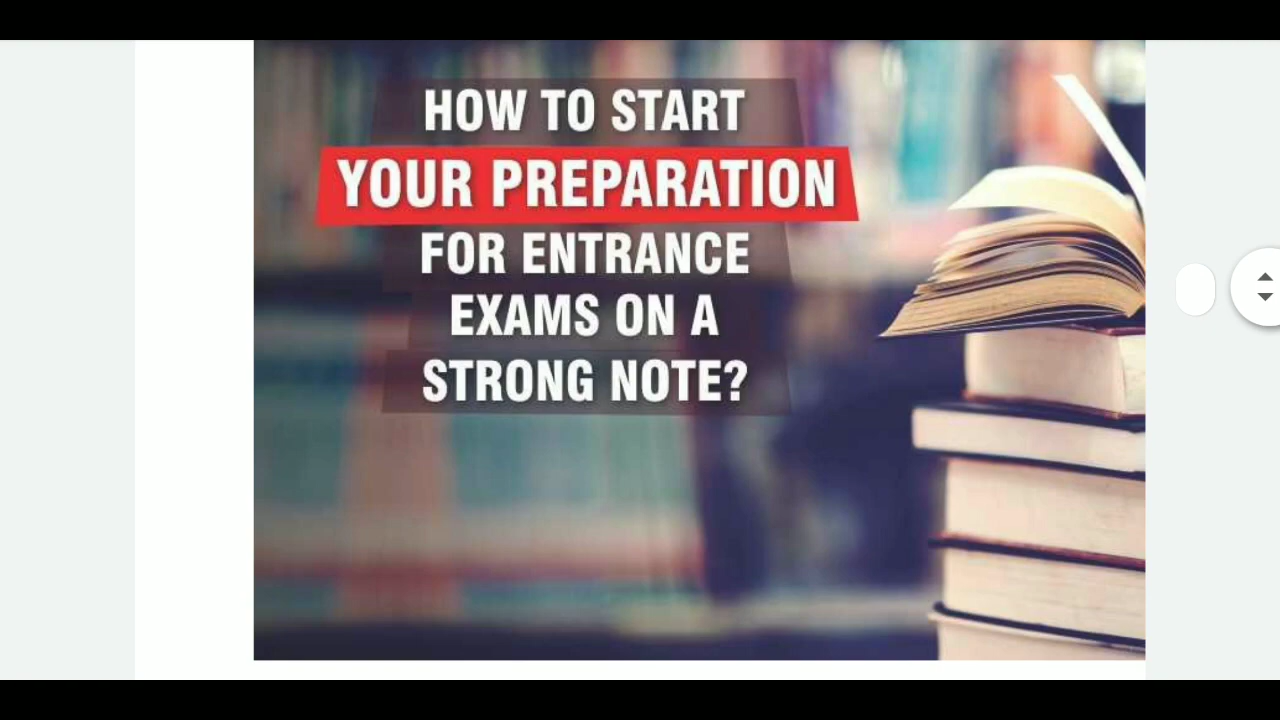 HOW TO START
YOUR PREPARATION
FOR ENTRANCE
EXAMS ON A
STRONG NOTE?